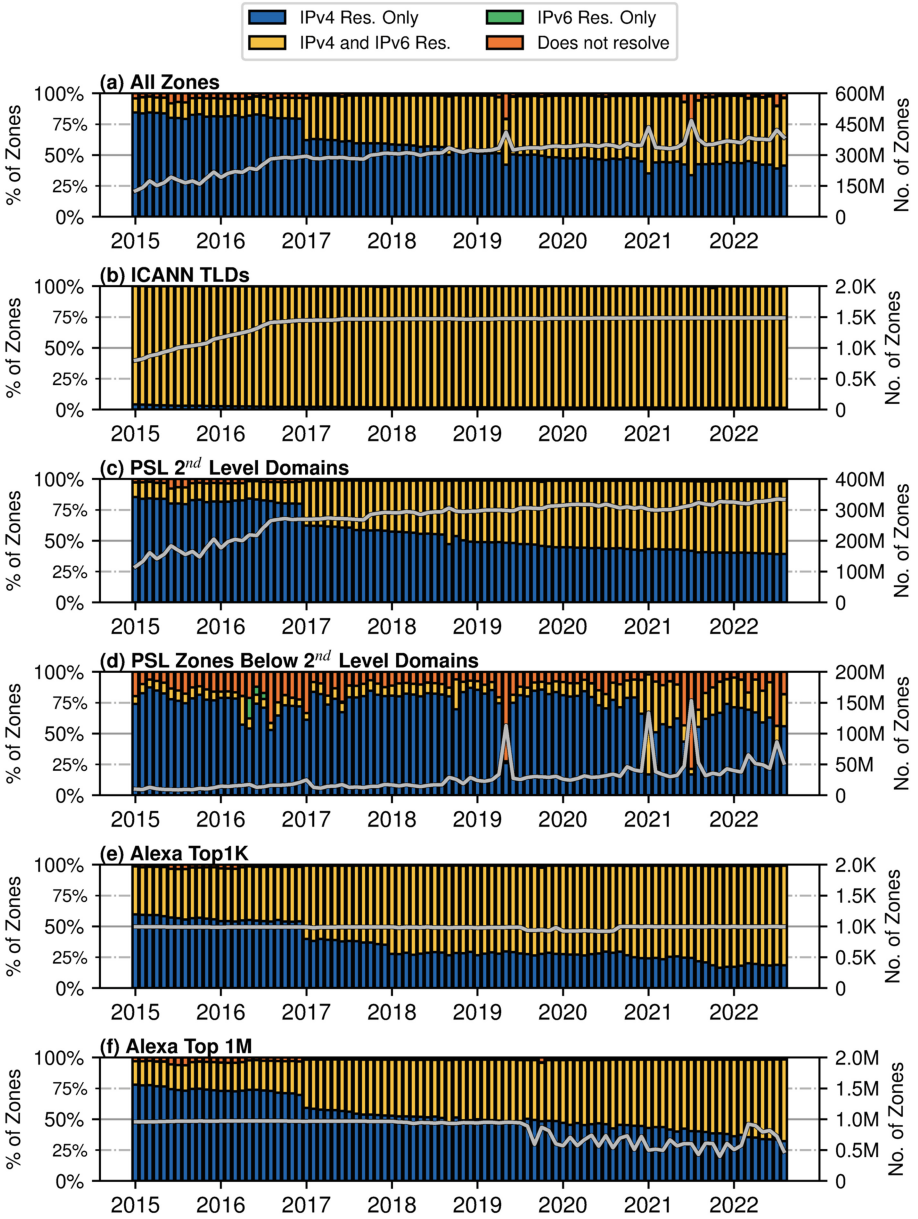 IPv4 Res. Only
IPv6 Res. Only
IPv4 and IPv6 Res.
Does not resolve
(a) All Zones
100%
75%
50%
25%
0%
% of Zones
600M
450M
300M
150M
0
No. of Zones
2015 2016 2017 2018 2019 2020 2021 2022
(b) ICANN TLDs
100%
75%
50%
25%
0%
% of Zones
2.0K
1.5K
1.0K
0.5K
0
No. of Zones
2015 2016 2017 2018 2019 2020 2021 2022
(c) PSL 2nd Level Domains
100%
75%
50%
25%
0%
% of Zones
400M
300M
200M
100M
0
No. of Zones
2015 2016 2017 2018 2019 2020 2021 2022
(d) PSL Zones Below 2nd Level Domains
100%
75%
50%
25%
0%
% of Zones
200M
150M
100M
50M
0
No. of Zones
2015 2016 2017 2018 2019 2020 2021 2022
(e) Alexa Top1K
100%
75%
50%
25%
0%
% of Zones
2.0K
1.5K
1.0K
0.5K
0
No. of Zones
2015 2016 2017 2018 2019 2020 2021 2022
(f) Alexa Top 1M
100%
75%
50%
25%
0%
% of Zones
2.0M
1.5M
1.0M
0.5M
0
No. of Zones
2015 2016 2017 2018 2019 2020 2021 2022